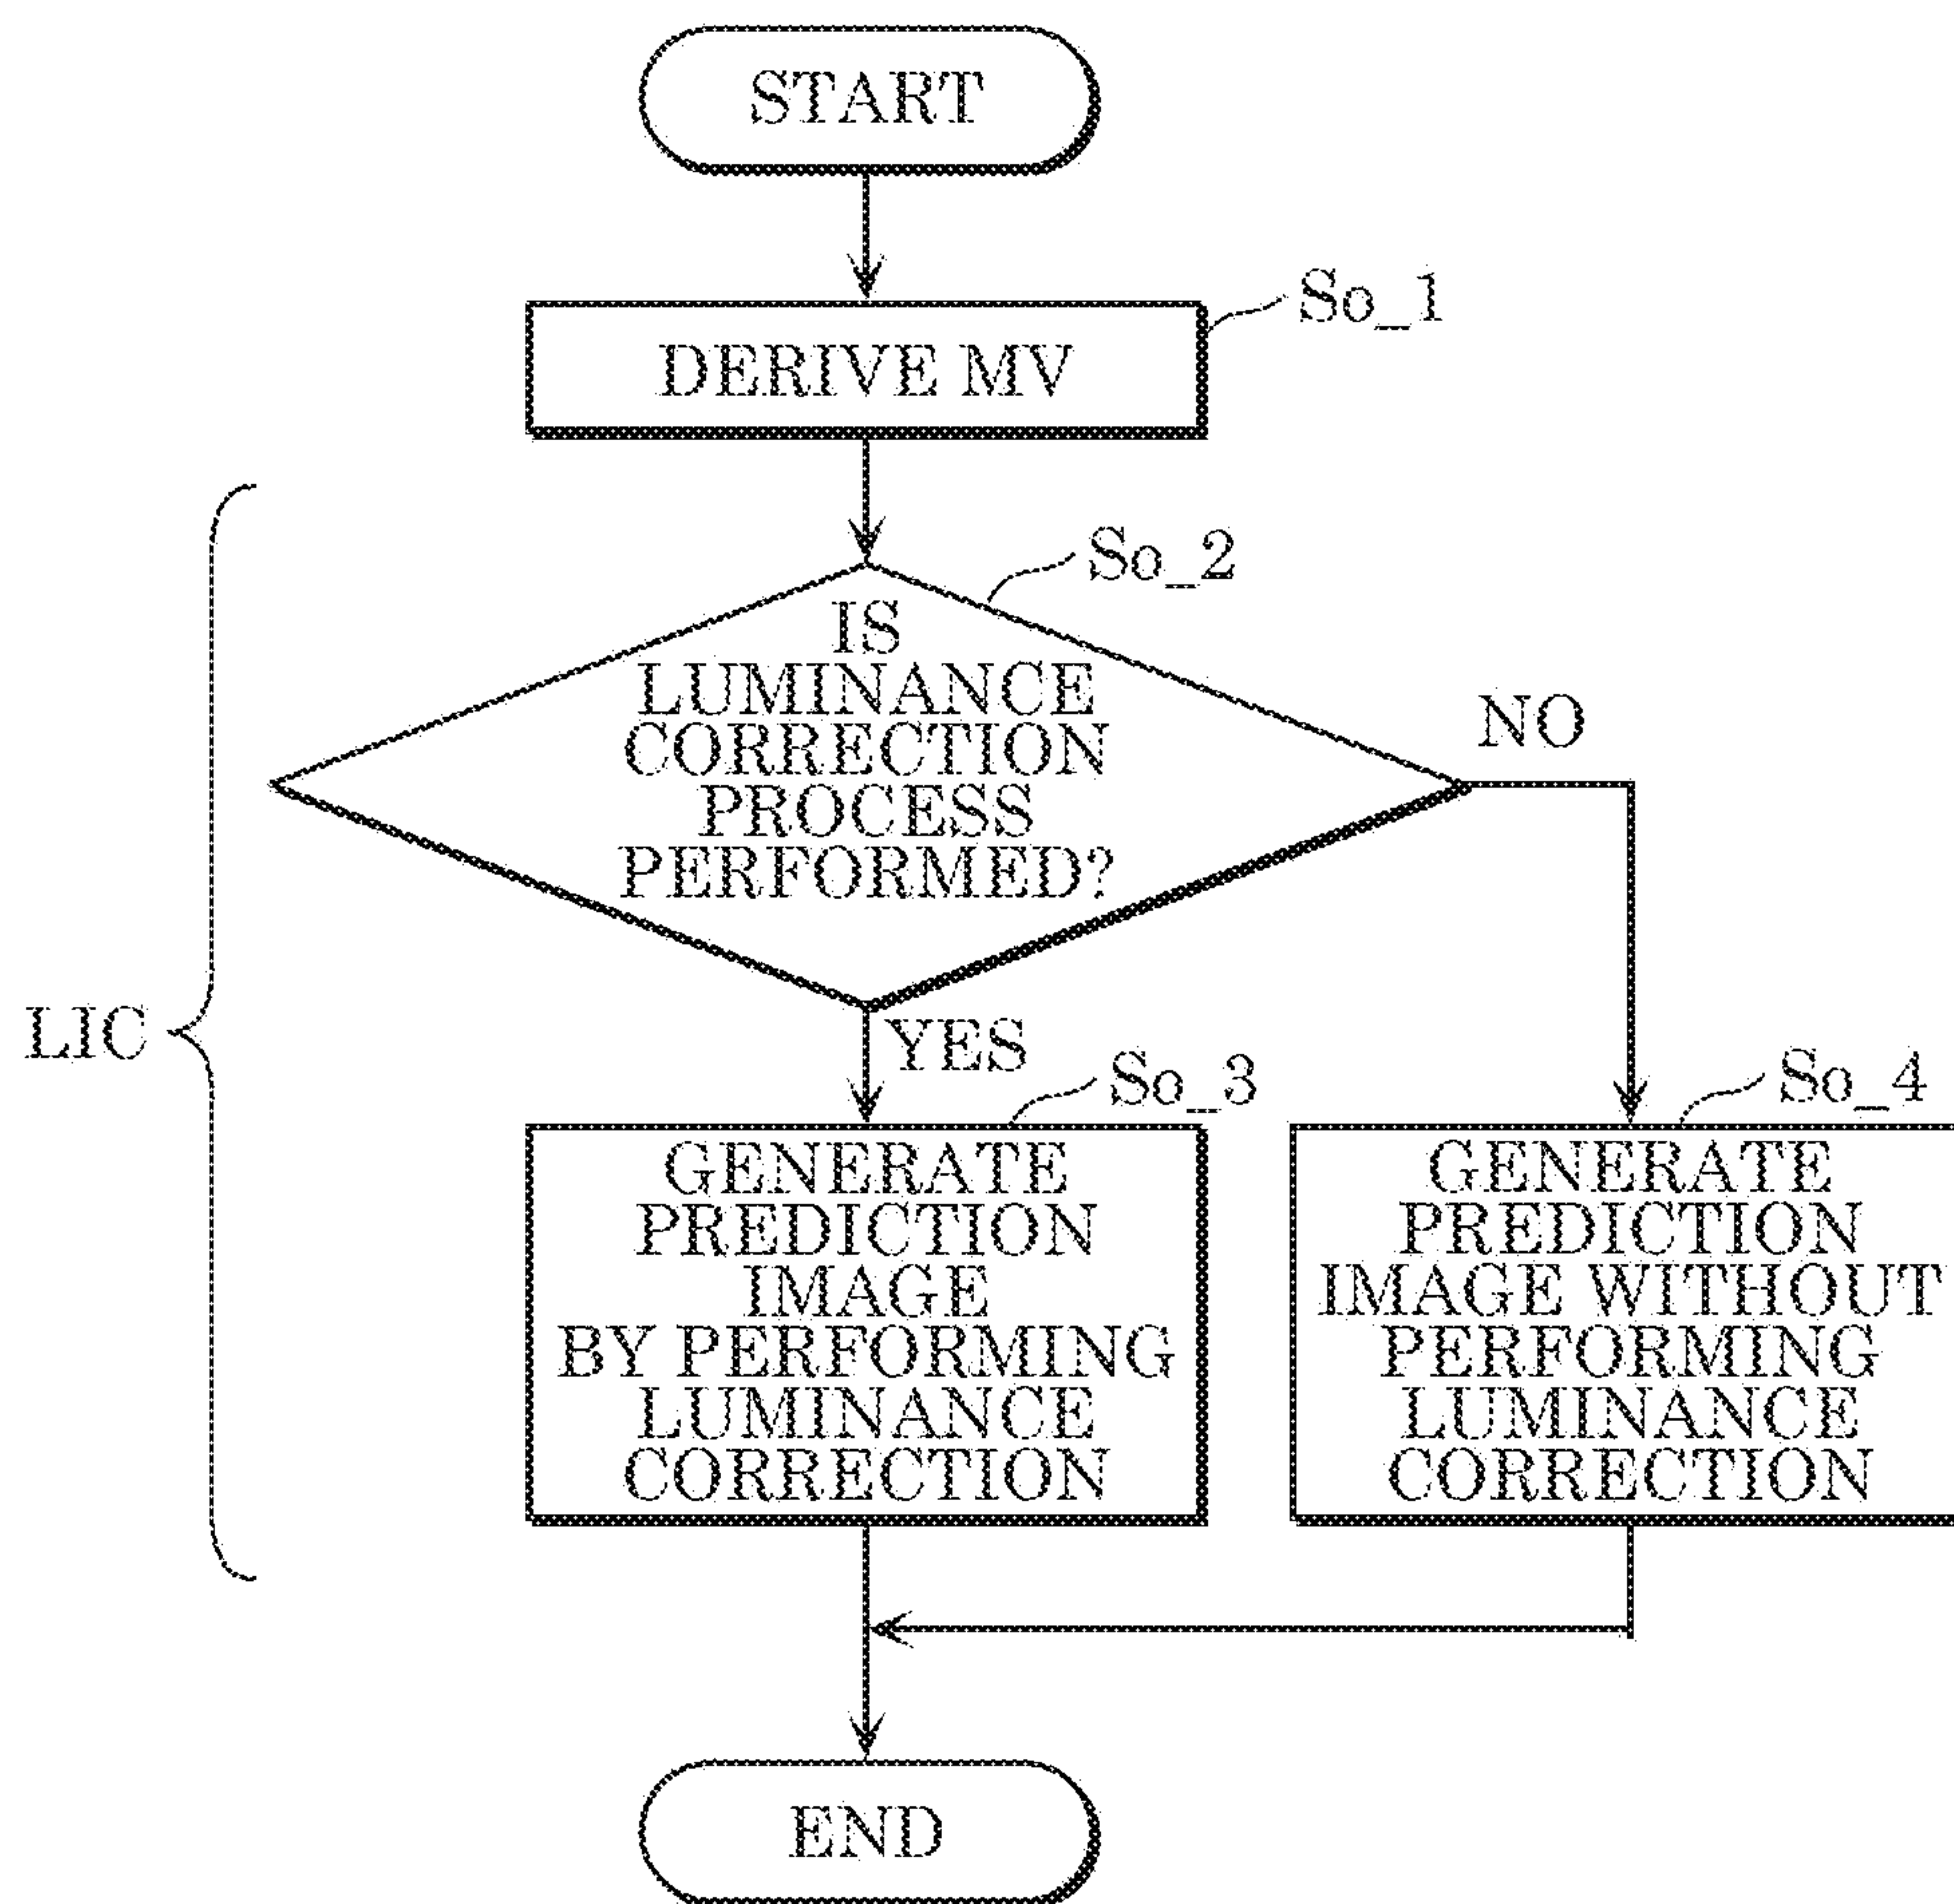 START
So_1
DERIVE MV
So_2
IS
LUMINANCE
CORRECTION
PROCESS
PERFORMED?
NO
LIC
YES
So_3
GENERATE
PREDICTION
IMAGE
BY PERFORMING
LUMINANCE
CORRECTION
So_4
GENERATE
PREDICTION
IMAGE WITHOUT
PERFORMING
LUMINANCE
CORRECTION
END